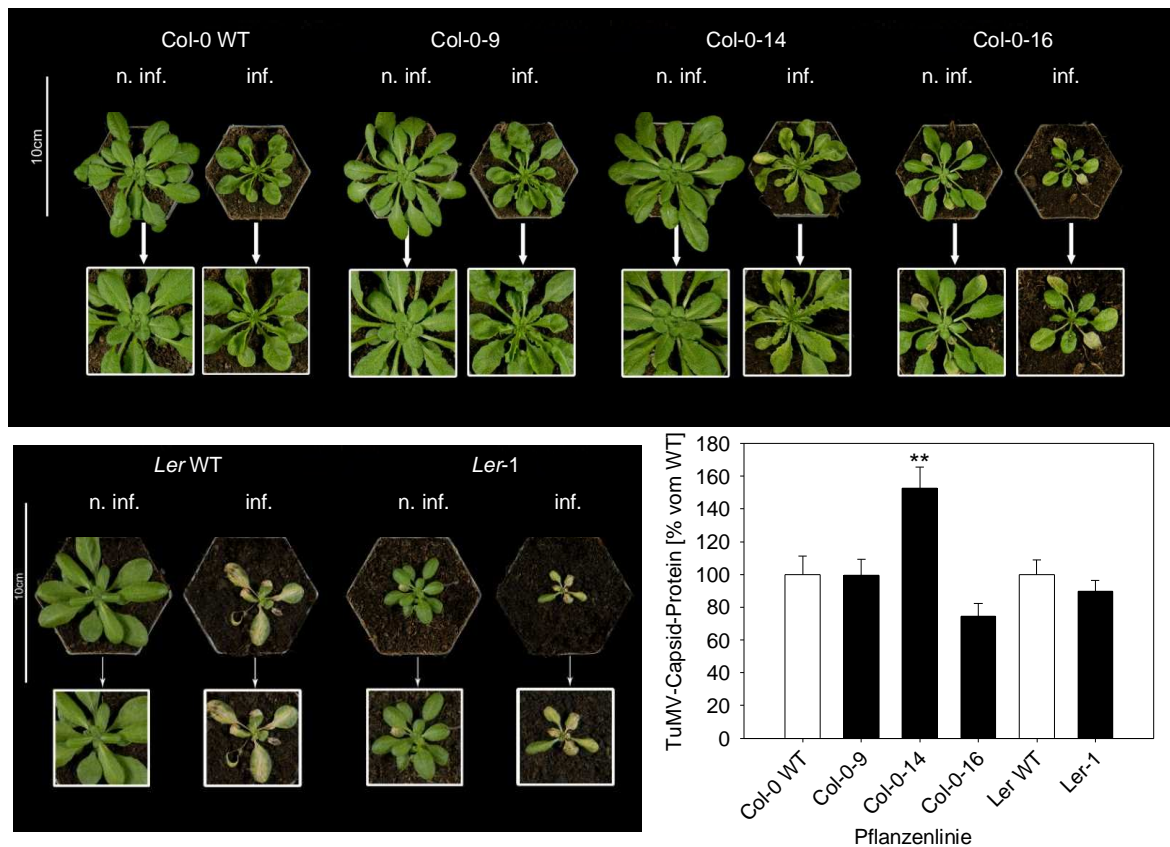 Col-0 WT Col-0-9 Col-0-14 Col-0-16
n. inf. inf. n. inf. inf. n. inf. inf. n. inf. inf.
10cm
Ler WT Ler-1
n. inf. inf. n. inf. inf.
10cm
TuMV-Capsid-Protein [% vom WT]
180
160
140
120
100
80
60
40
20
0
**
Col-0 WT Col-0-9 Col-0-14 Col-0-16 Ler WT Ler-1
Pflanzenlinie